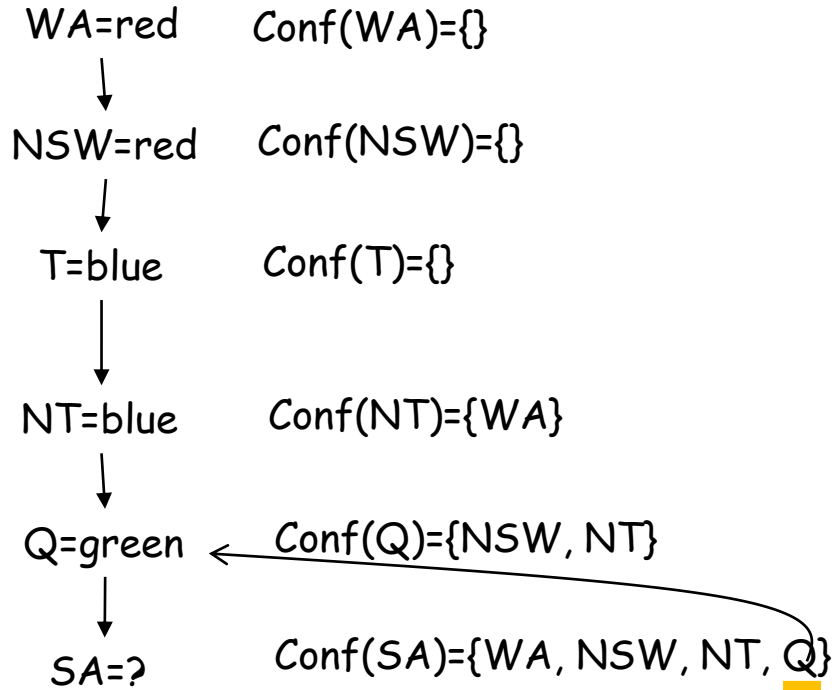 WA=red Conf(WA)={}
NSW=red Conf(NSW)={}
T=blue Conf(T)={}
NT=blue Conf(NT)={WA}
Q=green Conf(Q)={NSW, NT}
SA=? Conf(SA)={WA, NSW, NT, Q}